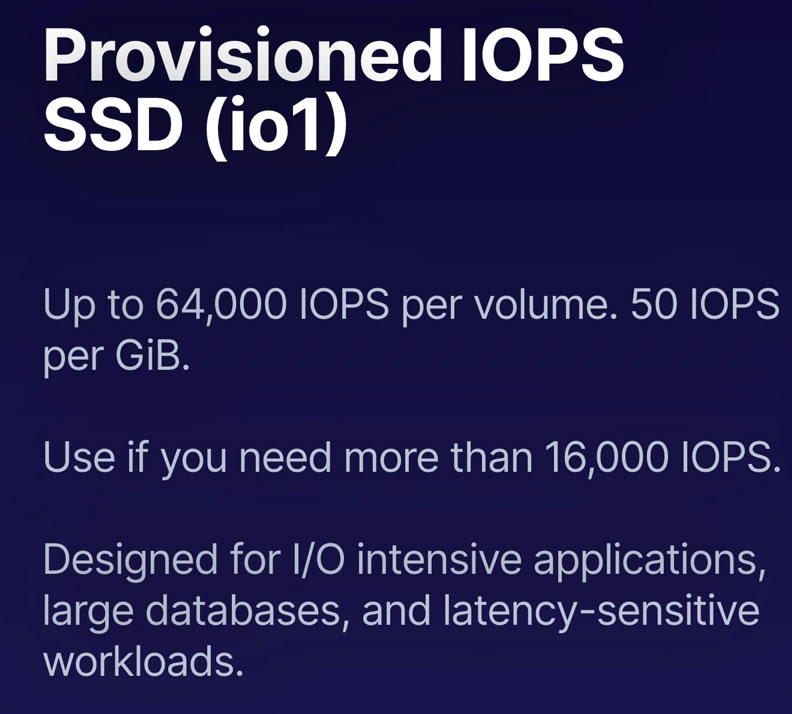 Provisioned IOPS
SSD (io1)
Up to 64,000 IOPS per volume. 50 IOPS
per GiB.
Use if you need more than 16,000 IOPS.
Designed for I/O intensive applications,
large databases, and latency-sensitive
workloads.